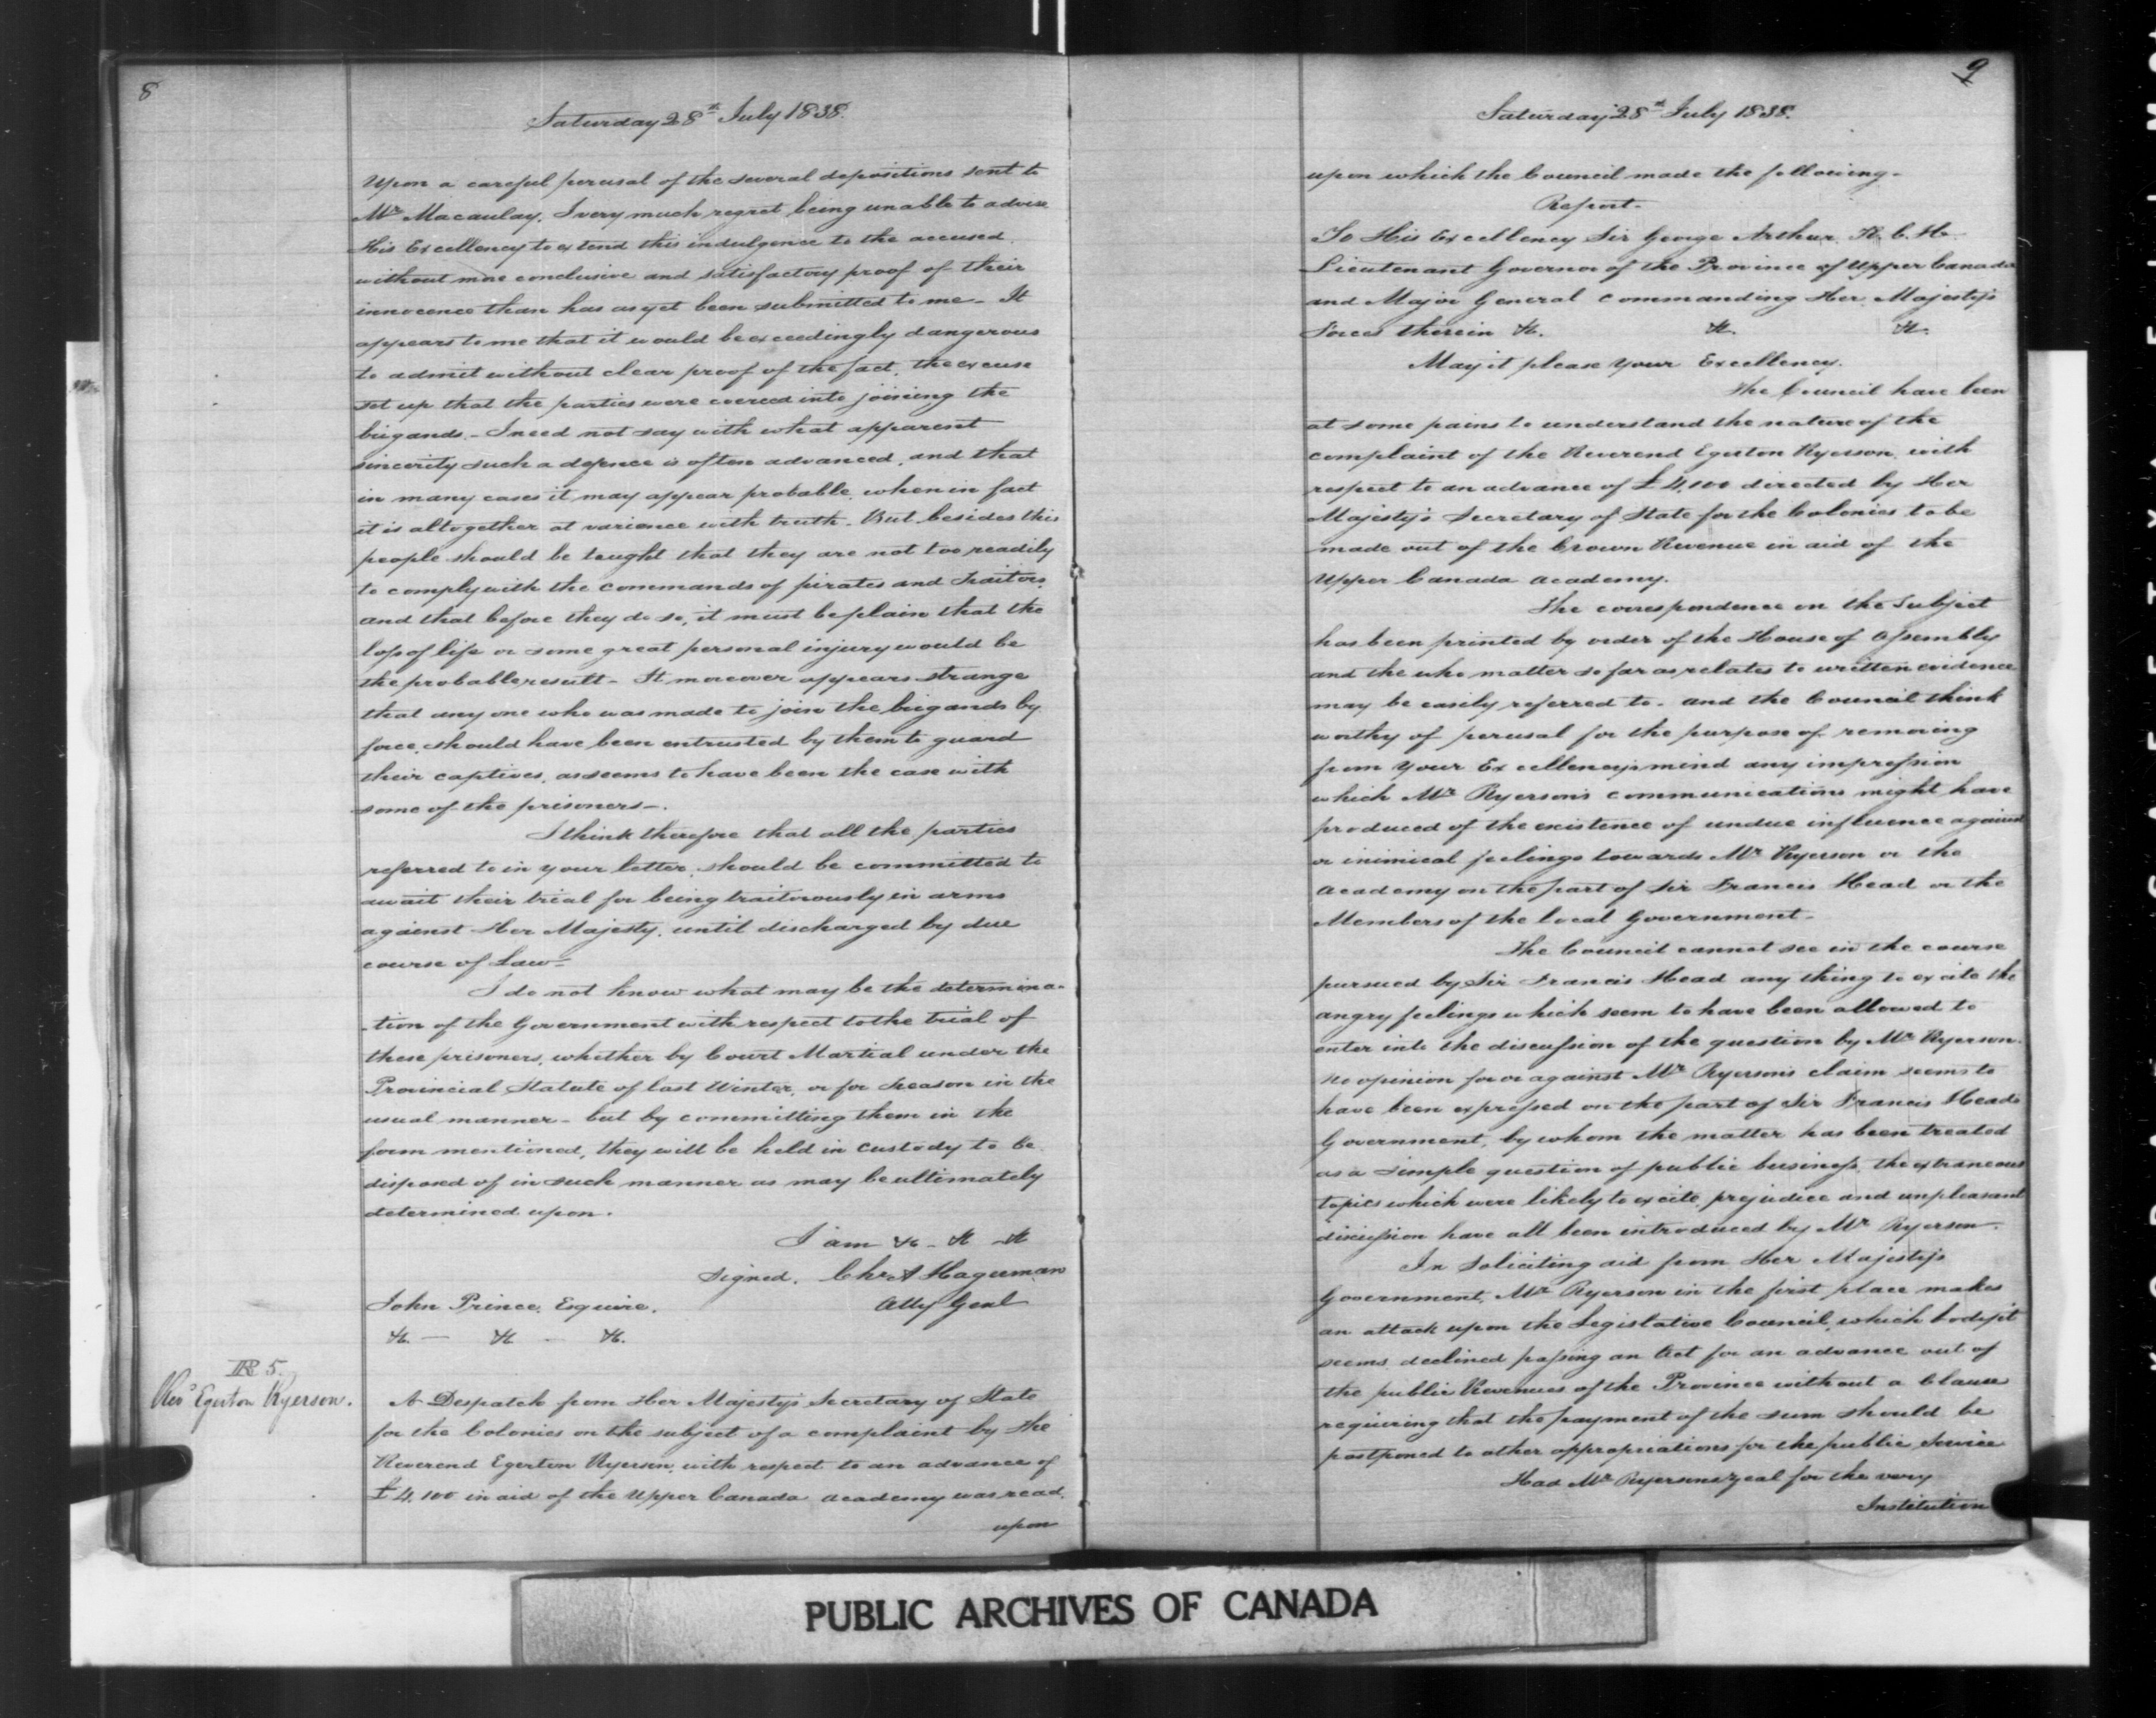 8
Saturday 28th July 1838.
Upon a careful perusal of the several depositions sent to
Mr Macaulay, I very much regret being unable to advise
His Excellency to extend this indulgence to the accused,
without more conclusive and satisfactory proof of their
innocence than has as yet been submitted to me - It
appears to me that it would be exceedingly dangerous
to admit without clear proof of the fact, the excuse
set up that the parties were coerced into joining the
brigands. - I need not say with what apparent
sincerity such a defence is often advanced, and that
in many cases it may appear probable, when in fact
it is altogether at varience with truth. But besides this
people should be taught that they are not too readily
to comply with the commands of pirates and Traitors
and that before they do so, it must be plain that the
loss of life or some great personal injury would be
the probable result - It moreover appears strange
that any one who was made to join the brigands by
force, should have been entrusted by them to guard
their captives, as seems to have been the case with
some of the prisoners -.
I think therefore that all the parties
referred to in your letter, should be committed to
await their trial for being traitorously in arms
against Her Majesty, until discharged by due
course of Law -
I do not know what may be the determina-
-tion of the Government with respect to the trial of
these prisoners, whether by Court Martial under the
Provincial Statute of last Winter, or for Treason in the
usual manner - but by committing them in the
form mentioned, they will be held in custody to be
disposed of in such manner as may be ultimately
determined upon.
I am &c - &c - &c
Signed. Chrs A Hagerman
John Prince, Esquire. Atty Genl
&c. - &c - &c.
5.
Revd Egerton Ryerson.
A Despatch from Her Majesty's Secretary of State
for the Colonies on the subject of a complaint by the
Reverend Egerton Ryerson, with respect to an advance of
£4,100 in aid of the Upper Canada Academy was read.
upon
9
Saturday 28th July 1838.
upon which the Council made the following -
Report -
To His Excellency Sir George Arthur, K. C. H.
Lieutenant Governor of the Province of Upper Canada
and Major General Commanding Her Majesty's
Forces therein &c. &c. &c.
May it please Your Excellency.
The Council have been
at some pains to understand the nature of the
complaint of the Reverend Egerton Ryerson, with
respect to an advance of £4,100 directed by Her
Majesty's Secretary of State for the Colonies to be
made out of the Crown Revenue in aid of the
Upper Canada Academy.
The correspondence on the Subject
has been printed by order of the House of Assembly
and the who matter so far as relates to written evidence
may be easily referred to - and the Council think
worthy of perusal for the purpose of removing
from Your Excellency's mind any impression
which Mr Ryerson's communications might have
produced of the existence of undue influence against
or inimical feelings towards Mr Ryerson or the
Academy on the part of Sir Francis Head or the
Members of the local Government -
The Council cannot see in the course
pursued by Sir Francis Head any thing to excite the
angry feelings which seem to have been allowed to
enter into the discussion of the question by Mr Ryerson.
No opinion for or against Mr Ryerson's claim seems to
have been expressed on the part of Sir Francis Heads
Government, by whom the matter has been treated
as a simple question of public business, the extraneous
topics which were likely to excite prejudice and unpleasant
discussion have all been introduced by Mr Ryerson -
In soliciting aid from Her Majesty's
Government, Mr Ryerson in the first place makes
an attack upon the Legislative Council, which body it
seems declined passing an Act for an advance out of
the public Revenues of the Province without a Clause
requiring that the payment of the sum should be
postponed to other appropriations for the public Service
Had Mr Ryersons zeal for the very
Institution
PUBLIC ARCHIVES OF CANADA